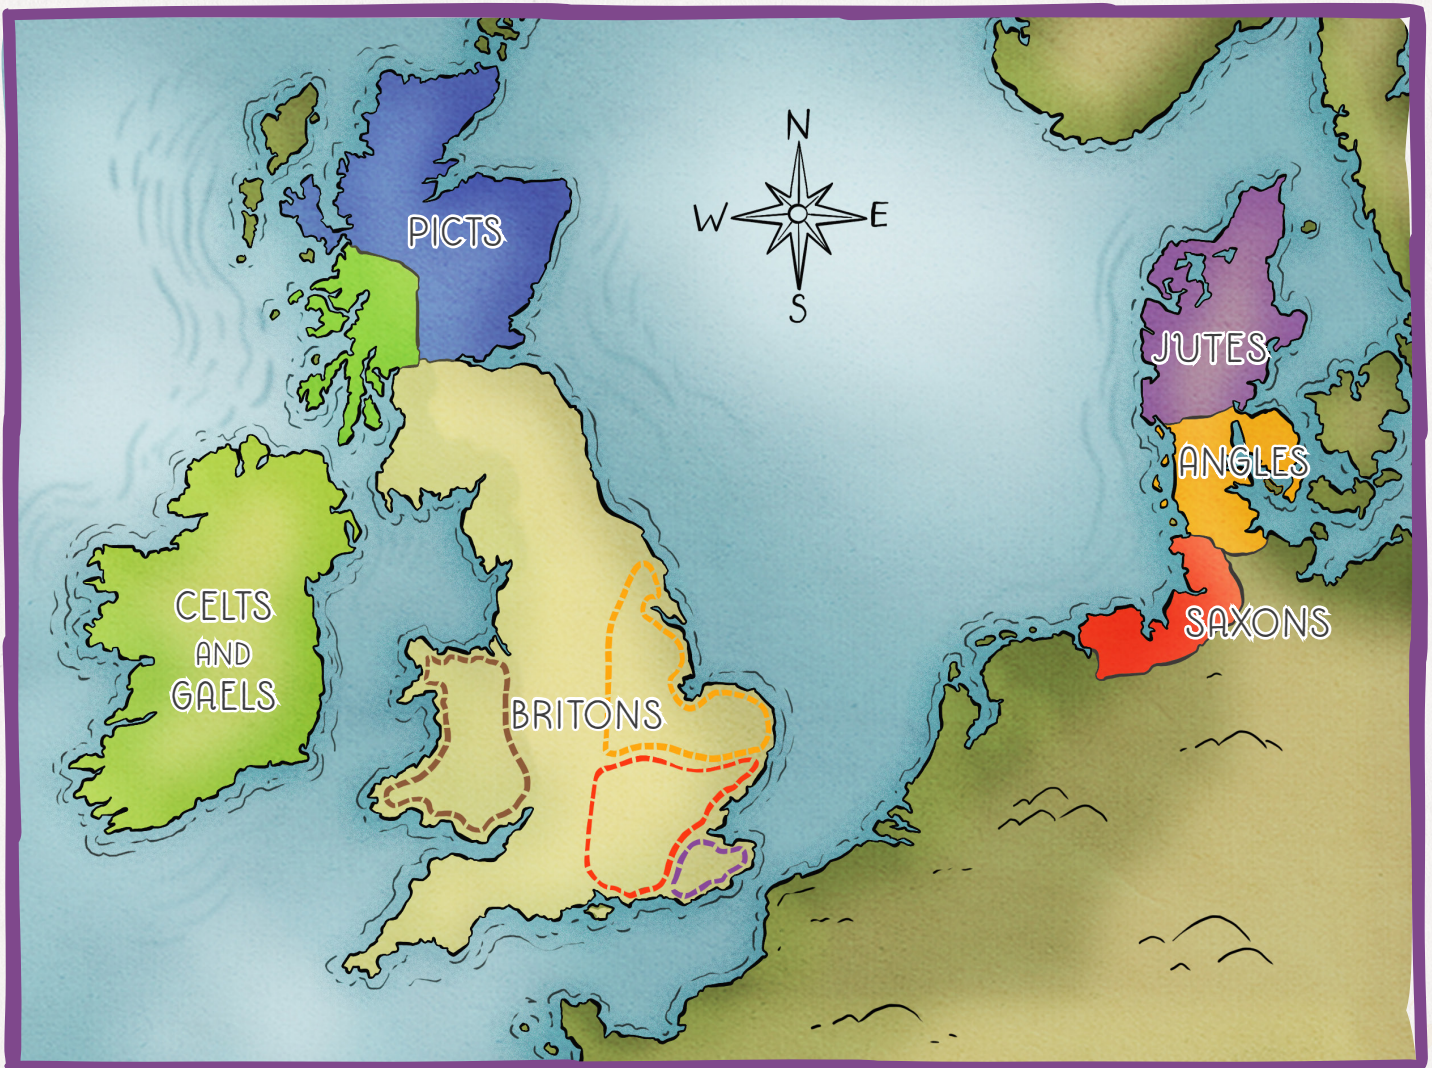 N
W
E
S
PICTS
JUTES
ANGLES
CELTS
AND
GAELS
SAXONS
BRITONS